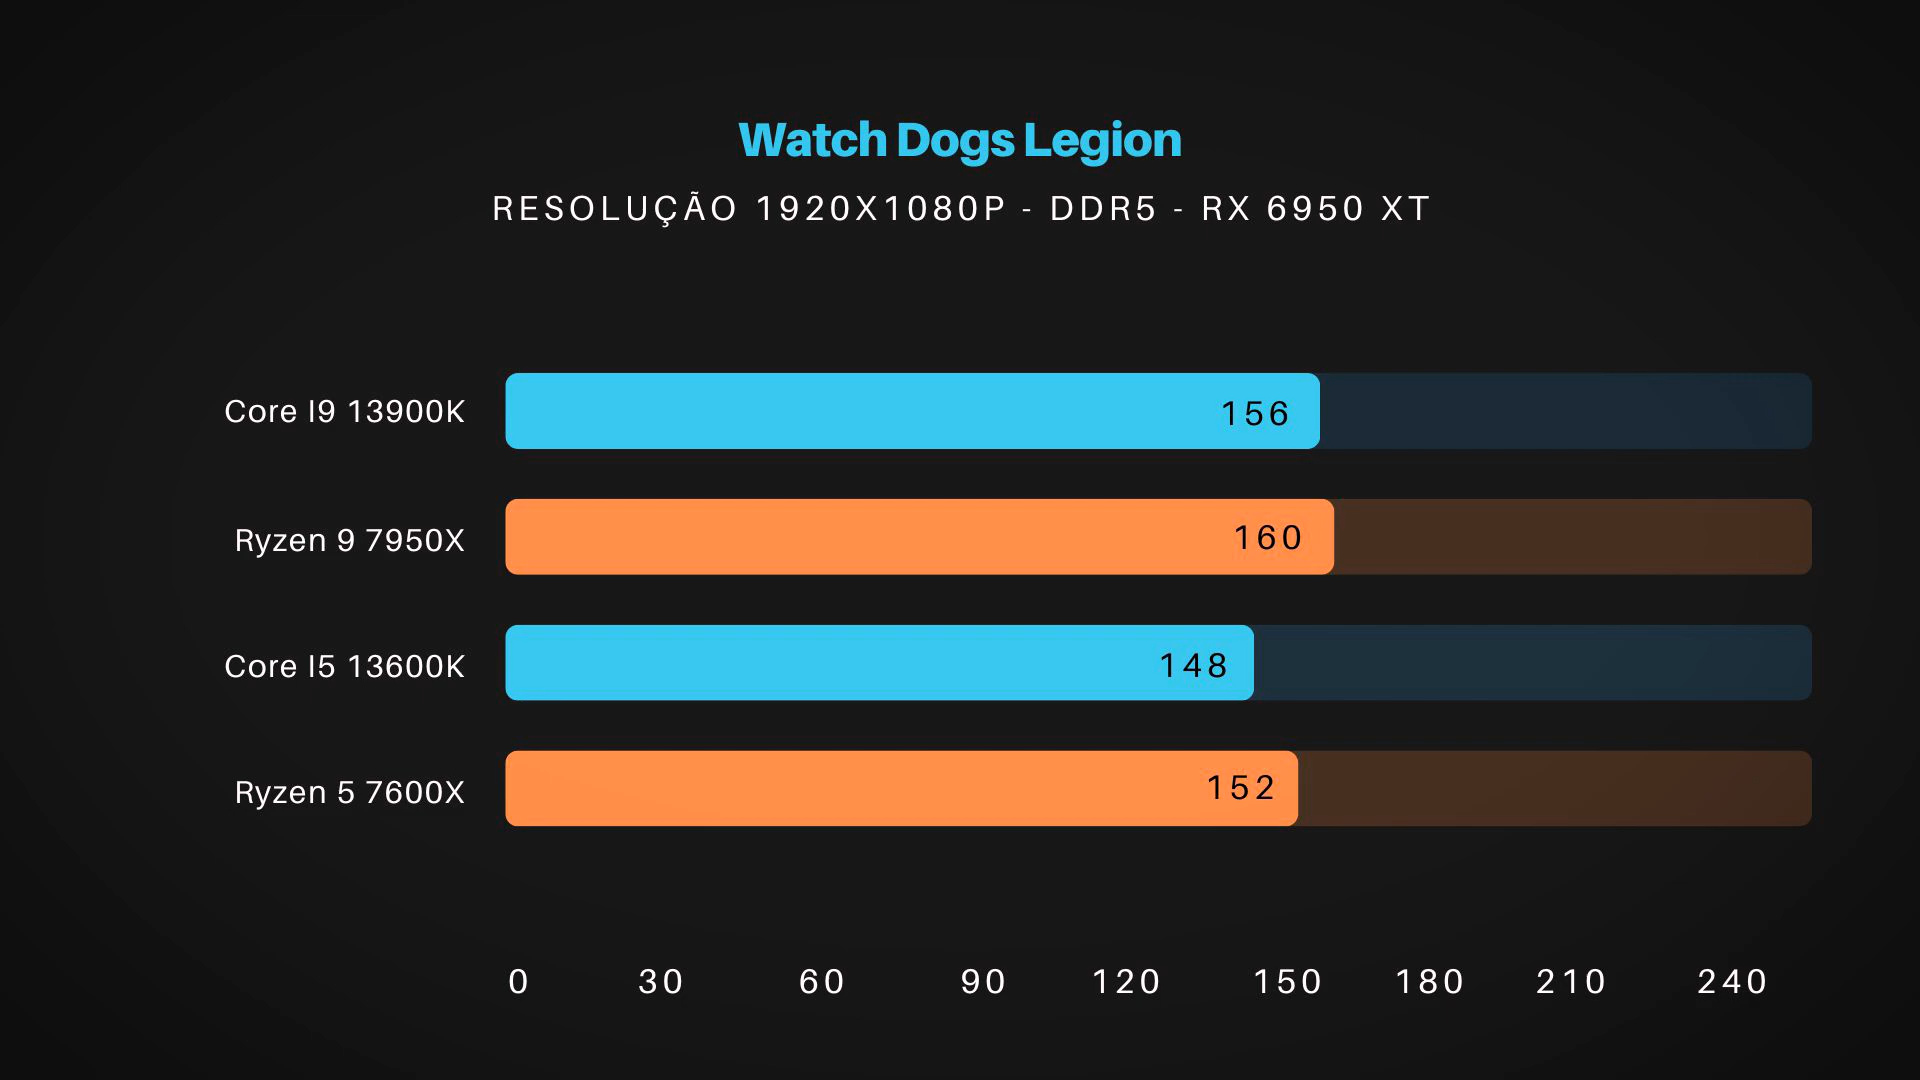 Watch Dogs Legion
RESOLUÇÃO 1920X1080P - DDR5 - RX 6950 XT
Core I9 13900K 156
Ryzen 9 7950X 160
Core I5 13600K 148
Ryzen 5 7600X 152
0 30 60 90 120 150 180 210 240